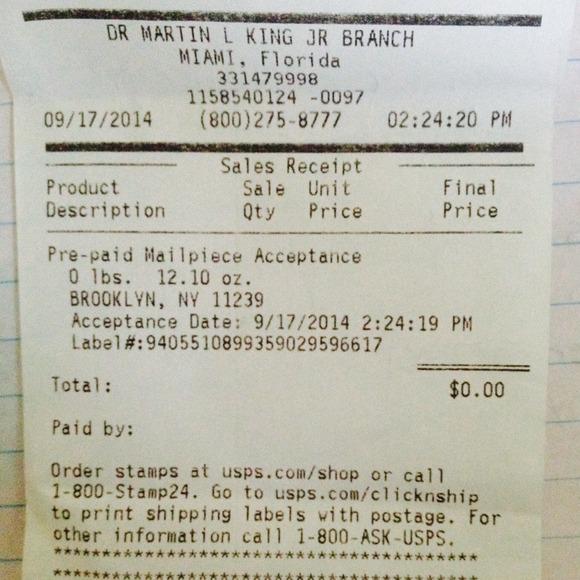 DR MARTIN L KING JR BRANCH
MIAMI, Florida
331479998
1158540124 -0097
09/17/2014 (800)275-8777 02:24:20 PM
Sales Receipt
Product Sale Unit Final
Description Qty Price Price
Pre-paid Mailpiece Acceptance
0 lbs. 12.10 oz.
BROOKLYN, NY 11239
Acceptance Date: 9/17/2014 2:24:19 PM
Label#:9405510899359029596617
Total: $0.00
Paid by:
Order stamps at usps.com/shop or call
1-800-Stamp24. Go to usps.com/clicknship
to print shipping labels with postage. For
other information call 1-800-ASK-USPS.
****************************************
****************************************